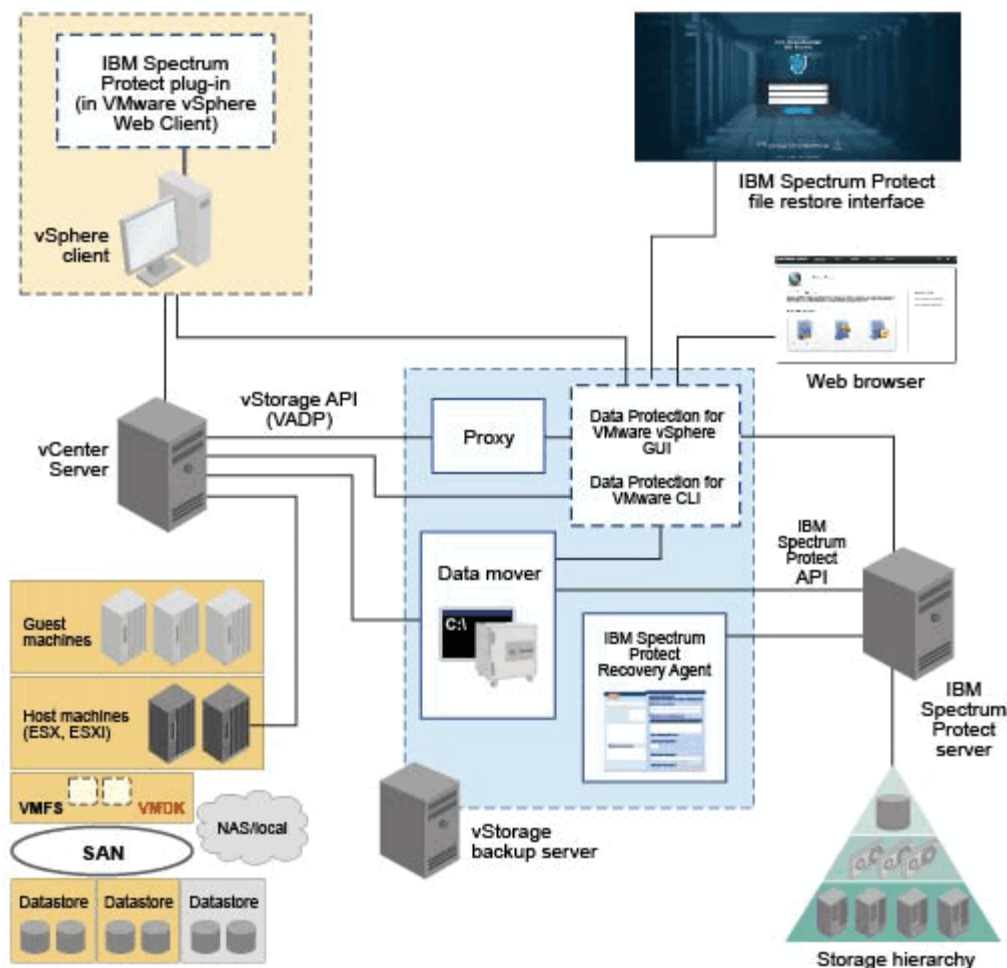 IBM Spectrum
Protect plug-in
(in VMware vSphere
Web Client)
vSphere
client
IBM Spectrum Protect
file restore interface
Web browser
vStorage API
(VADP)
vCenter
Server
Proxy
Data Protection for
VMware vSphere
GUI
Data Protection for
VMware CLI
Data mover
C:\
IBM
Spectrum
Protect
API
IBM Spectrum
Protect
Recovery Agent
IBM
Spectrum
Protect
server
Guest
machines
Host machines
(ESX, ESXI)
VMFS
VMDK
NAS/local
SAN
Datastore
Datastore
Datastore
vStorage
backup server
Storage hierarchy